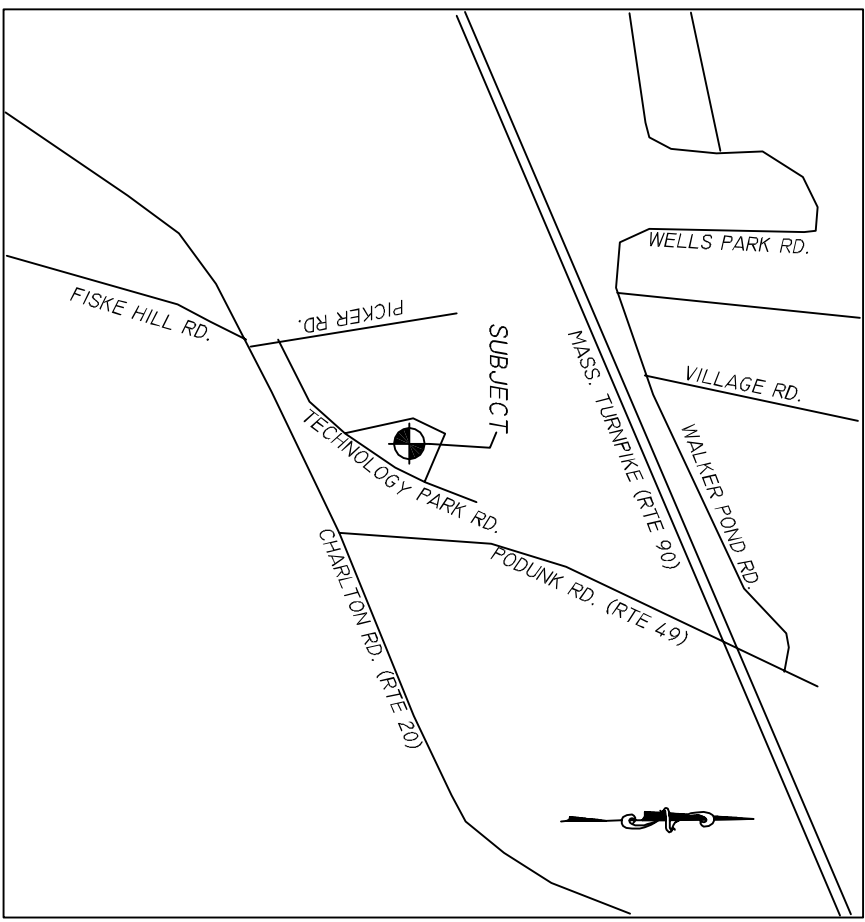 WELLS PARK RD.
FISKE HILL RD.
PICKER RD.
SUBJECT
MASS. TURNPIKE (RTE 90)
VILLAGE RD.
TECHNOLOGY PARK RD.
WALKER POND RD.
PODUNK RD. (RTE 49)
CHARLTON RD. (RTE 20)